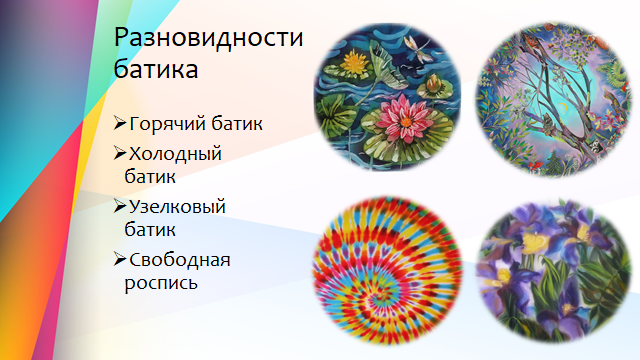 Разновидности
батика
➢Горячий батик
➢Холодный
батик
➢Узелковый
батик
➢Свободная
роспись